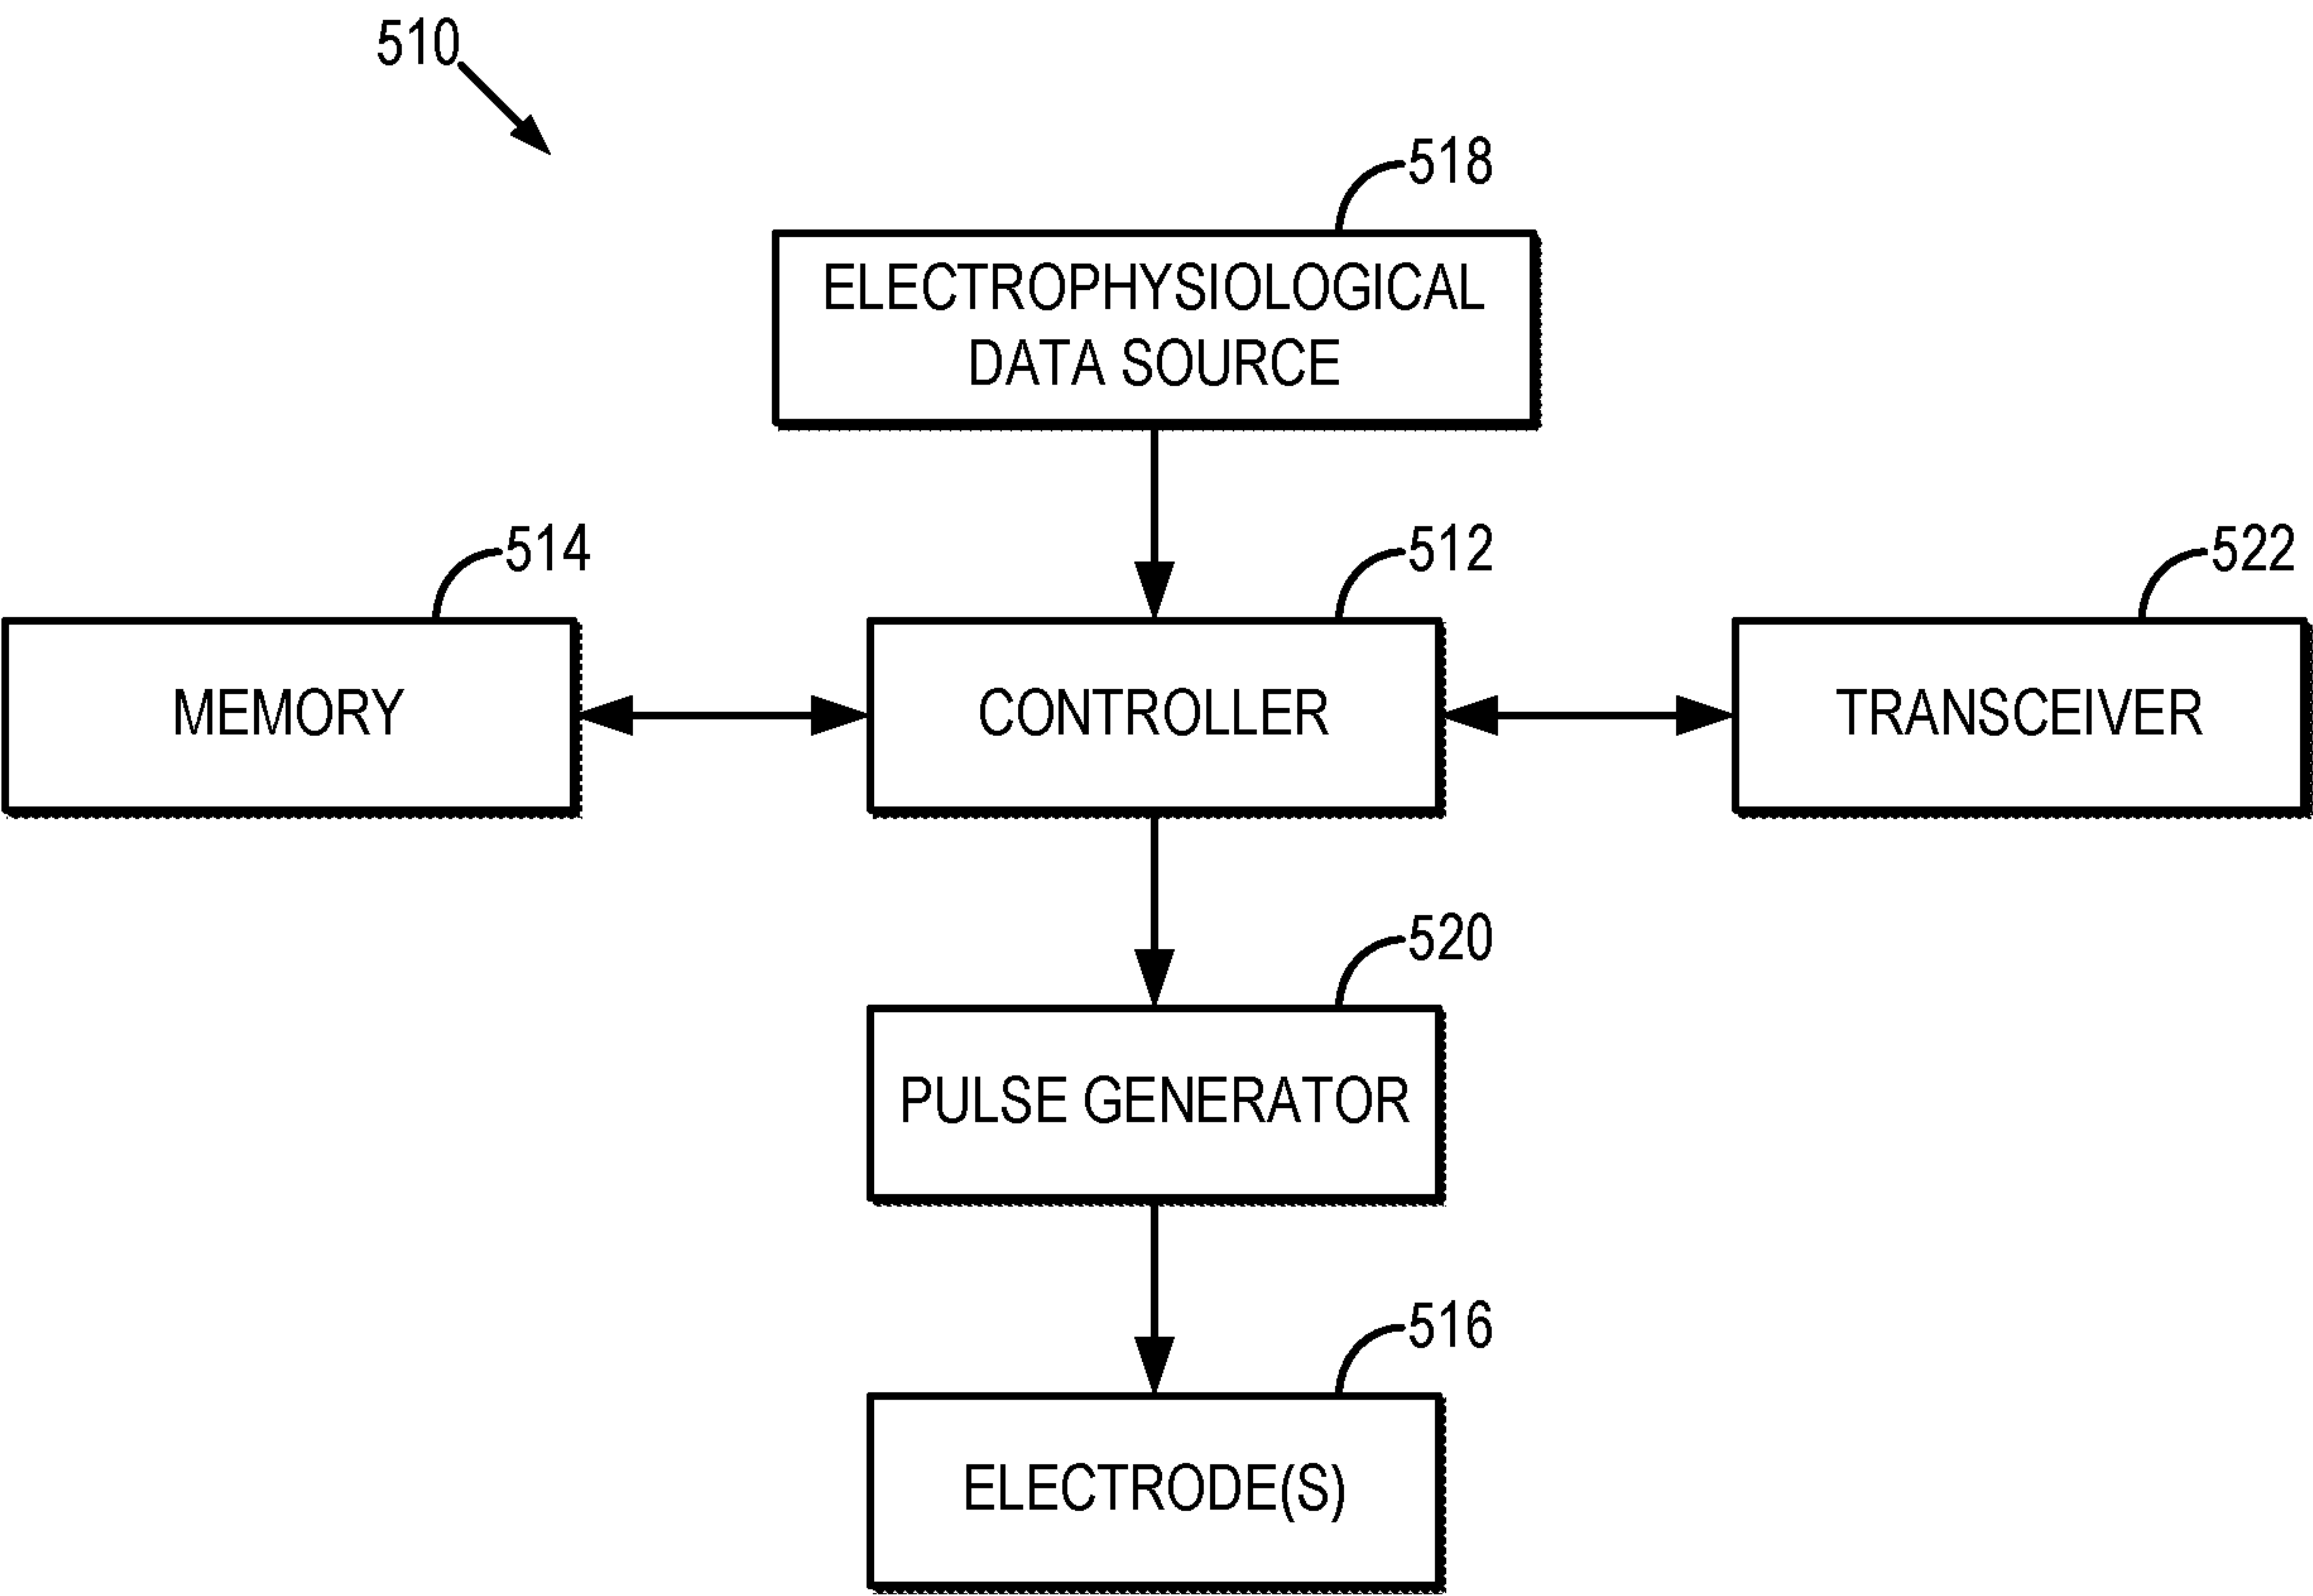 510
518
ELECTROPHYSIOLOGICAL
DATA SOURCE
514
512
522
MEMORY
CONTROLLER
TRANSCEIVER
520
PULSE GENERATOR
516
ELECTRODE(S)